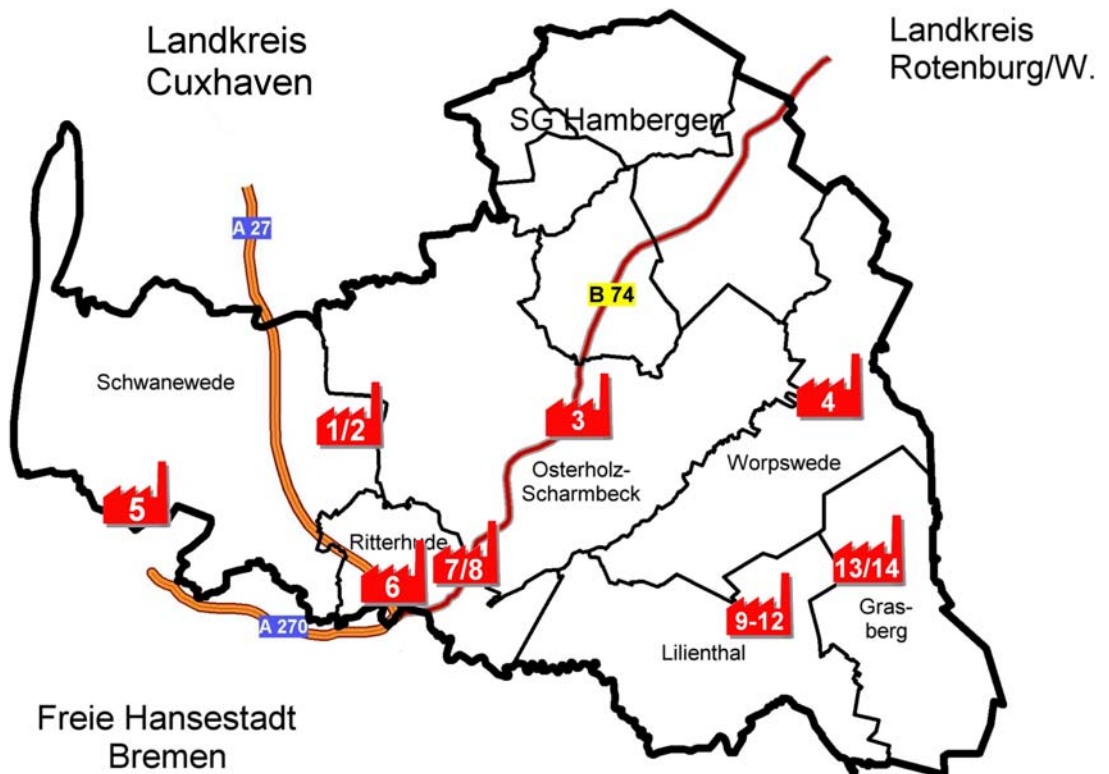 Landkreis
Cuxhaven
Landkreis
Rotenburg/W.
SG Hambergen
A 27
B 74
Schwanewede
1/2
3
4
Osterholz-
Scharmbeck
Worpswede
5
Ritterhude
6
7/8
13/14
9-12
Gras-
berg
A 270
Lilienthal
Freie Hansestadt
Bremen